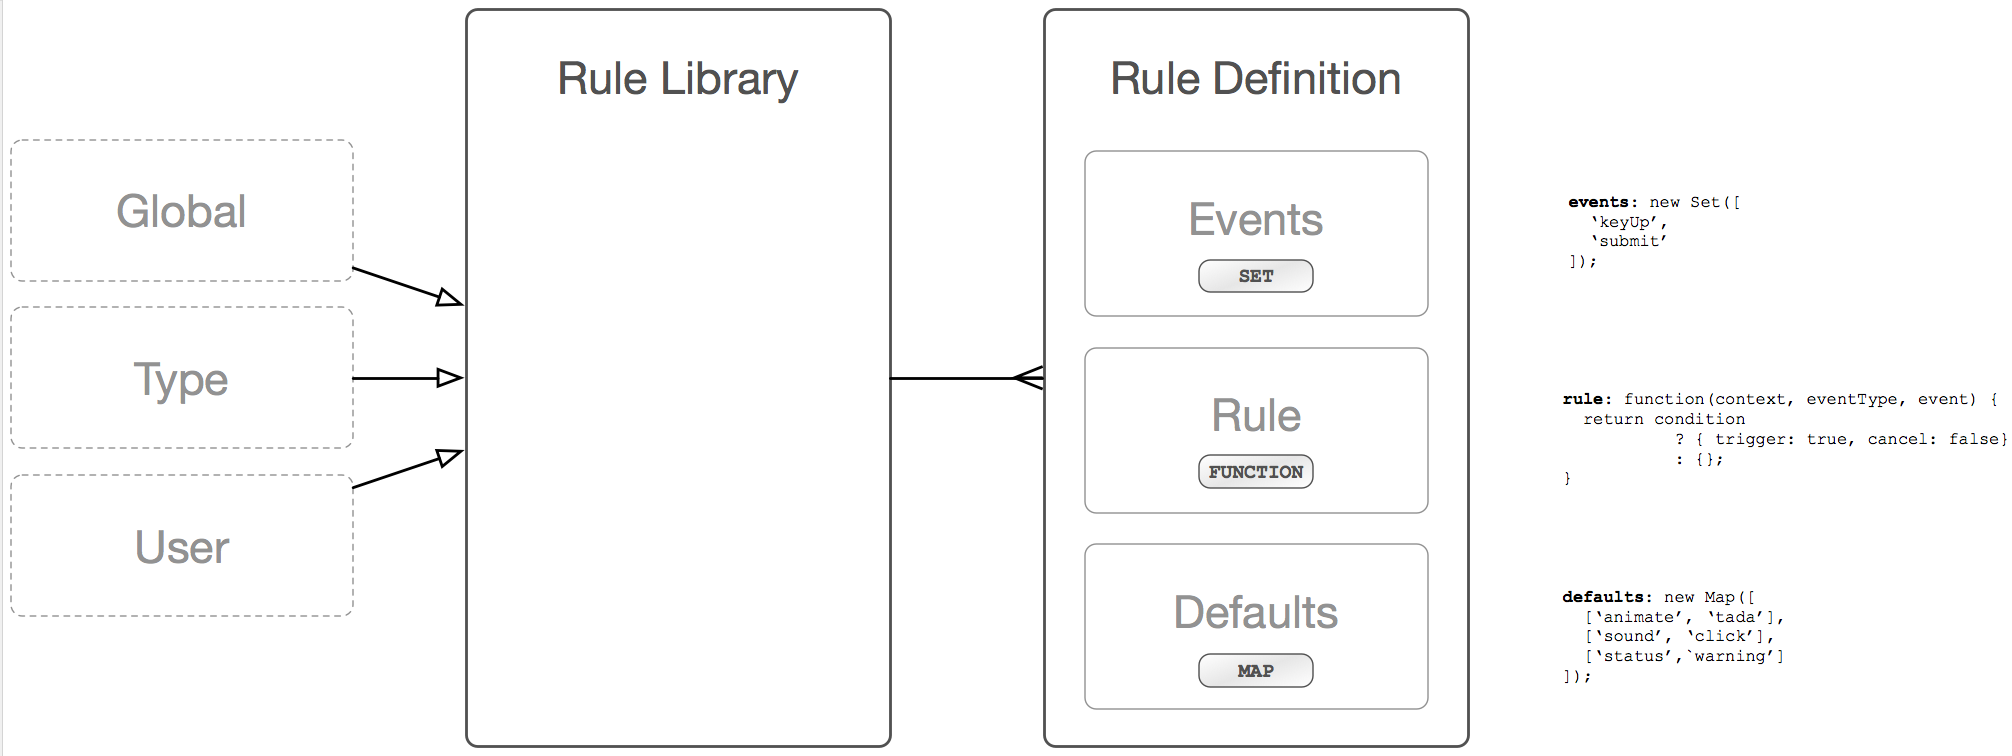 Rule Library
Rule Definition
Global
Type
User
Events
SET
Rule
FUNCTION
Defaults
MAP
events: new Set([
‘keyUp’,
‘submit’
]);
rule: function(context, eventType, event) {
return condition
? { trigger: true, cancel: false}
: {};
}
defaults: new Map([
[‘animate’, ‘tada’],
[‘sound’, ‘click’],
[‘status’,`warning’]
]);